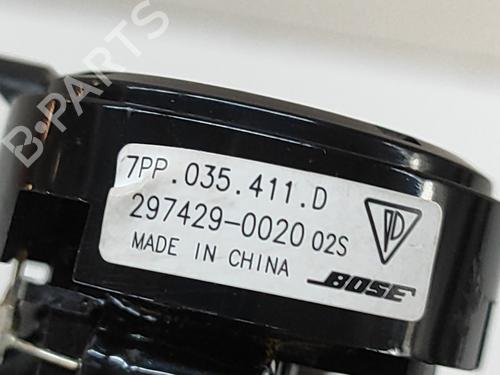 B-PARTS
7PP.035.411.D
297429-0020 02S
MADE IN CHINA
BOSE